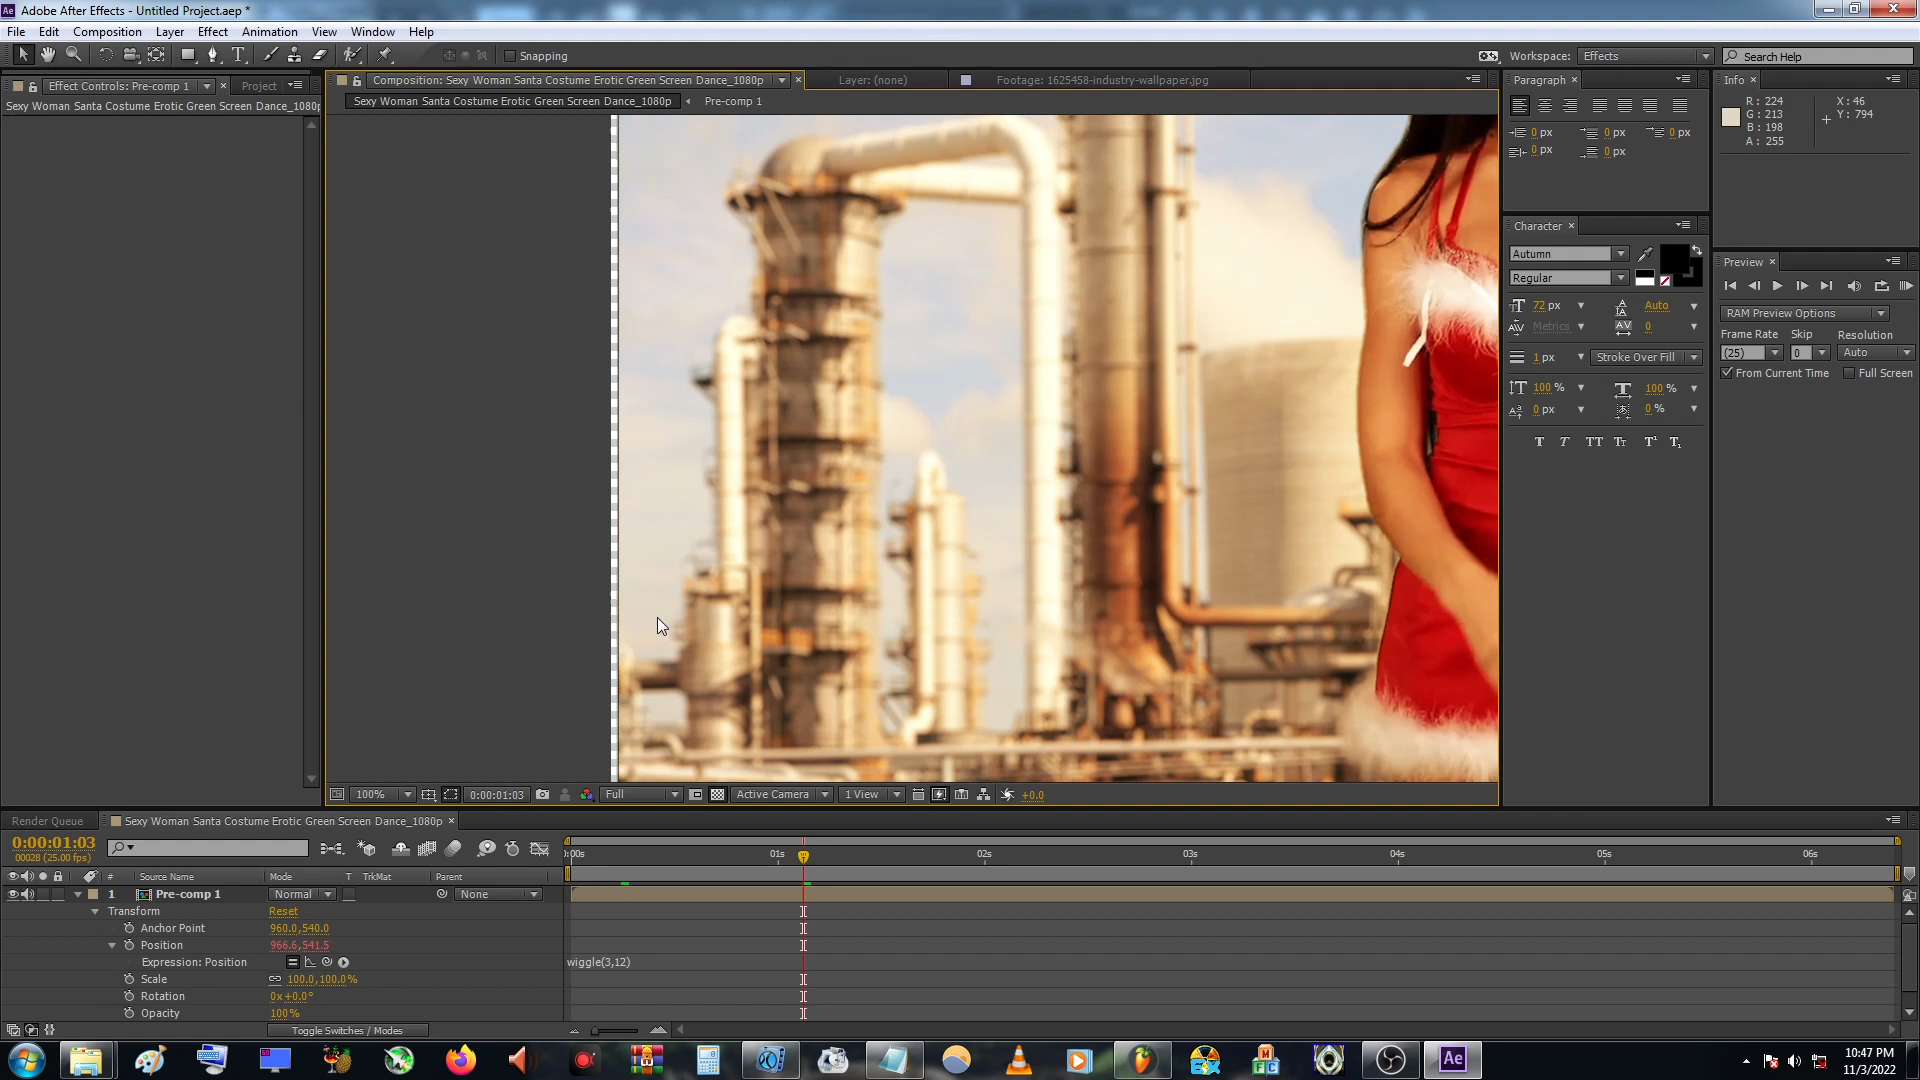 Adobe After Effects - Untitled Project.aep *
File Edit Composition Layer Effect Animation View Window Help
Snapping
Workspace: Effects
Search Help
Effect Controls: Pre-comp 1
Project
Sexy Woman Santa Costume Erotic Green Screen Dance_1080p
Composition: Sexy Woman Santa Costume Erotic Green Screen Dance_1080p
Layer: (none)
Footage: 1625458-industry-wallpaper.jpg
Sexy Woman Santa Costume Erotic Green Screen Dance_1080p
Pre-comp 1
Paragraph
0 px 0 px 0 px
0 px 0 px
Character
Autumn
Regular
72 px Auto
Metrics 0
1 px Stroke Over Fill
100 % 100 %
0 px 0 %
T T TT Tt T¹ T₁
Info
R: 224
G: 213
B: 198
A: 255
X: 46
Y: 794
Preview
RAM Preview Options
Frame Rate Skip Resolution
(25) 0 Auto
From Current Time Full Screen
100% 0:00:01:03 Full Active Camera 1 View +0.0
Render Queue
Sexy Woman Santa Costume Erotic Green Screen Dance_1080p
0:00:01:03
00028 (25.00 fps)
:00s 01s 02s 03s 04s 05s 06s
# Source Name Mode T TrkMat Parent
1 Pre-comp 1 Normal None
Transform Reset
Anchor Point 960.0,540.0
Position 966.6,541.5
Expression: Position wiggle(3,12)
Scale 100.0,100.0%
Rotation 0x+0.0°
Opacity 100%
Toggle Switches / Modes
10:47 PM
11/3/2022